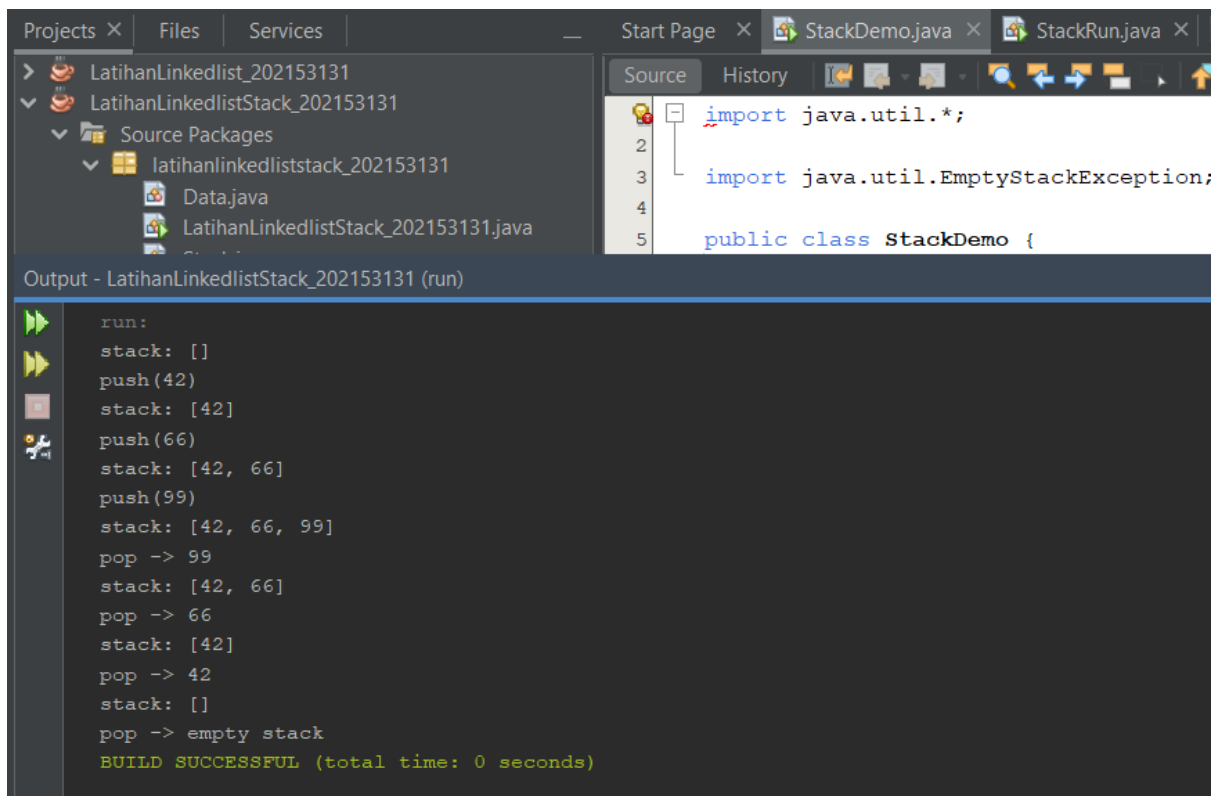 Projects Files Services
LatihanLinkedlist_202153131
LatihanLinkedlistStack_202153131
Source Packages
latihanlinkedliststack_202153131
Data.java
LatihanLinkedlistStack_202153131.java
Start Page StackDemo.java StackRun.java
Source History
import java.util.*;
2
3 import java.util.EmptyStackException;
4
5 public class StackDemo {
Output - LatihanLinkedlistStack_202153131 (run)
run:
stack: []
push(42)
stack: [42]
push(66)
stack: [42, 66]
push(99)
stack: [42, 66, 99]
pop -> 99
stack: [42, 66]
pop -> 66
stack: [42]
pop -> 42
stack: []
pop -> empty stack
BUILD SUCCESSFUL (total time: 0 seconds)